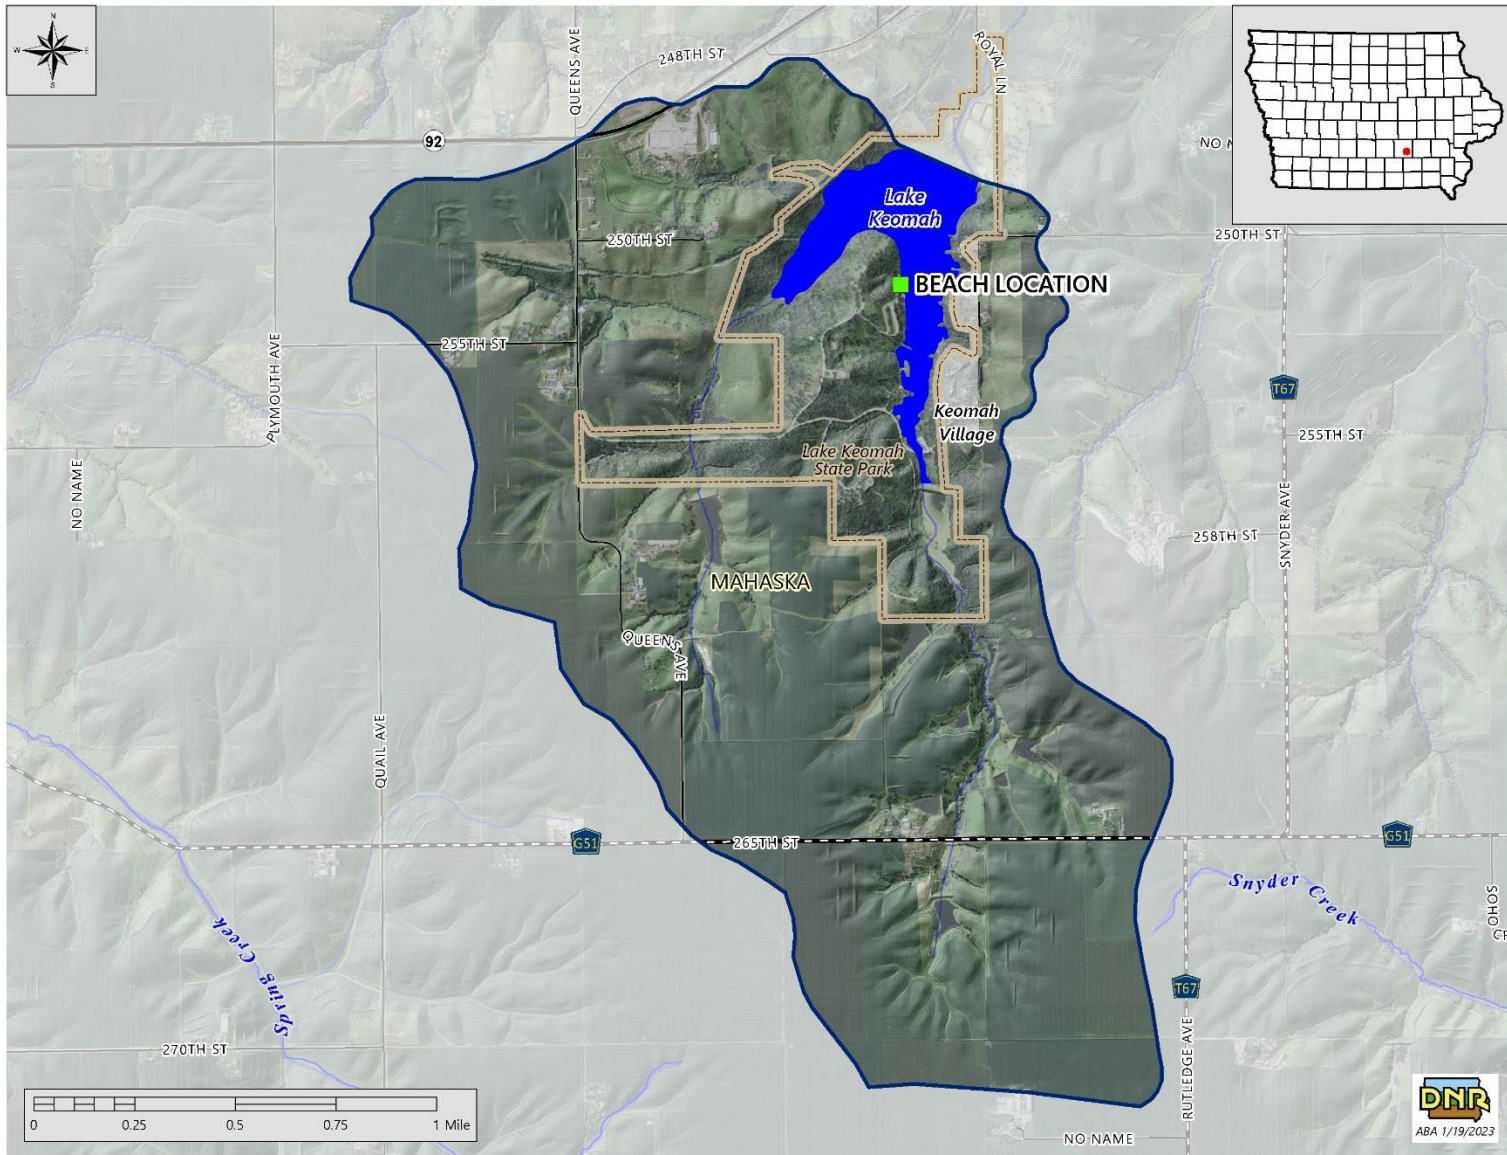 N
W E
S
QUEENS AVE
248TH ST
ROYAL LN
92
Lake
Keomah
250TH ST
250TH ST
BEACH LOCATION
255TH ST
PLYMOUTH AVE
T67
Keomah
Village
255TH ST
Lake Keomah
State Park
NO NAME
SNYDER AVE
258TH ST
MAHASKA
QUEENS AVE
QUAIL AVE
G51
265TH ST
G51
Snyder Creek
OHOS
Spring Creek
T67
270TH ST
RUTLEDGE AVE
0 0.25 0.5 0.75 1 Mile
NO NAME
DNR
ABA 1/19/2023